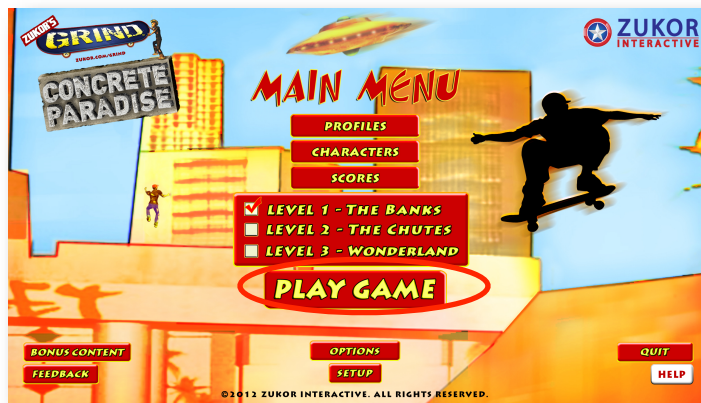 ZUKOR'S
GRIND
ZUKOR.COM/GRIND
CONCRETE
PARADISE
ZUKOR
INTERACTIVE
MAIN MENU
PROFILES
CHARACTERS
SCORES
LEVEL 1 - THE BANKS
LEVEL 2 - THE CHUTES
LEVEL 3 - WONDERLAND
PLAY GAME
BONUS CONTENT
OPTIONS
QUIT
FEEDBACK
SETUP
HELP
©2012 ZUKOR INTERACTIVE. ALL RIGHTS RESERVED.